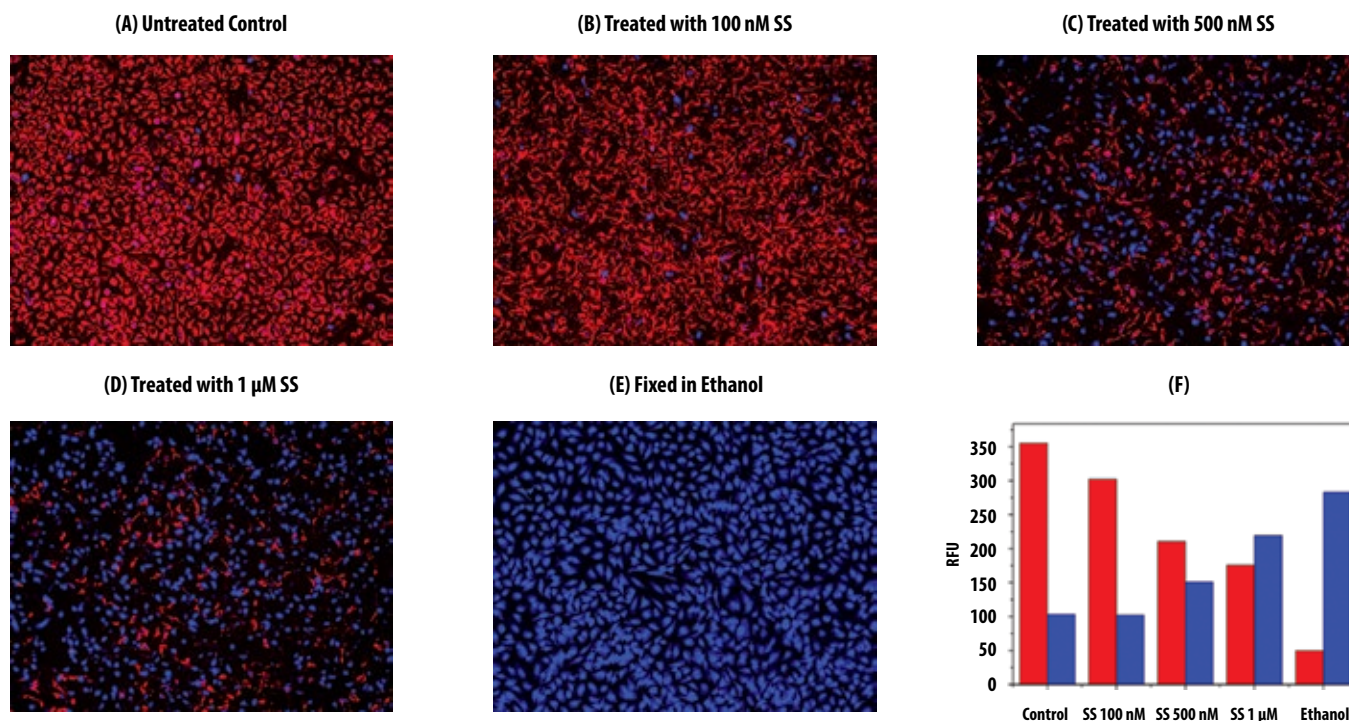 (A) Untreated Control
(B) Treated with 100 nM SS
(C) Treated with 500 nM SS
(D) Treated with 1 µM SS
(E) Fixed in Ethanol
(F)
350
300
250
200
150
100
50
0
RFU
Control SS 100 nM SS 500 nM SS 1 µM Ethanol